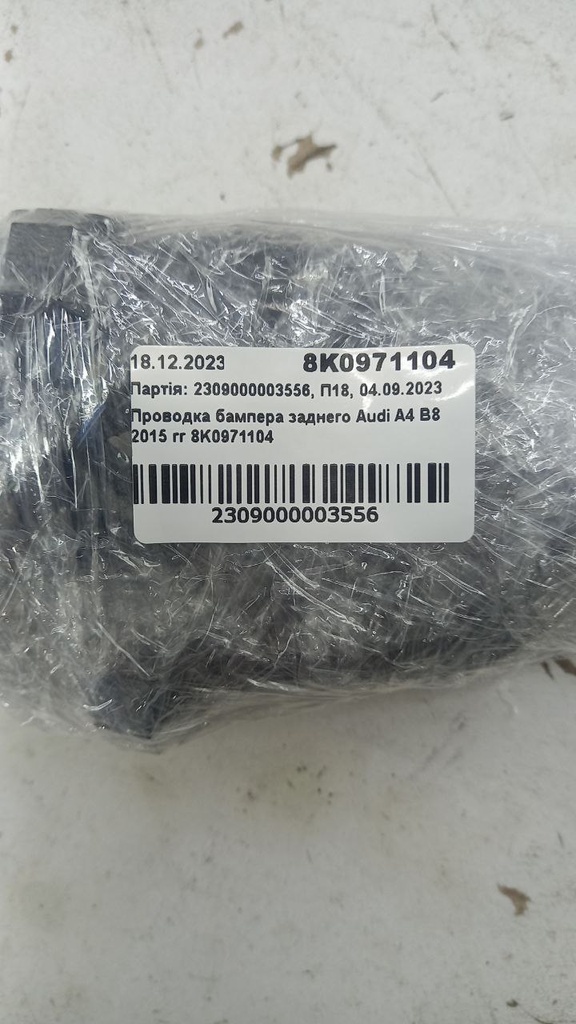 18.12.2023 8K0971104
Партія: 2309000003556, П18, 04.09.2023
Проводка бампера заднего Audi A4 B8
2015 гг 8K0971104
2309000003556